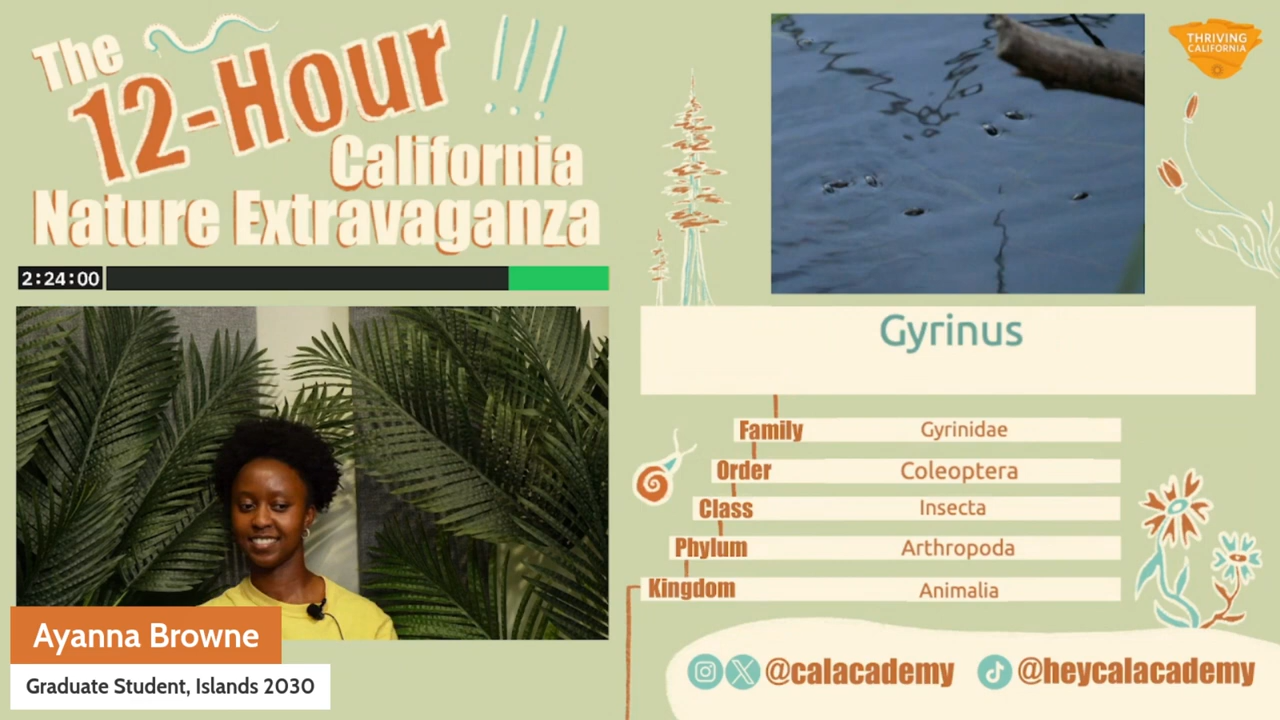 The
12-Hour!!!
California
Nature Extravaganza
THRIVING
CALIFORNIA
2:24:00
Gyrinus
Family Gyrinidae
Order Coleoptera
Class Insecta
Phylum Arthropoda
Kingdom Animalia
Ayanna Browne
Graduate Student, Islands 2030
@calacademy @heycalacademy